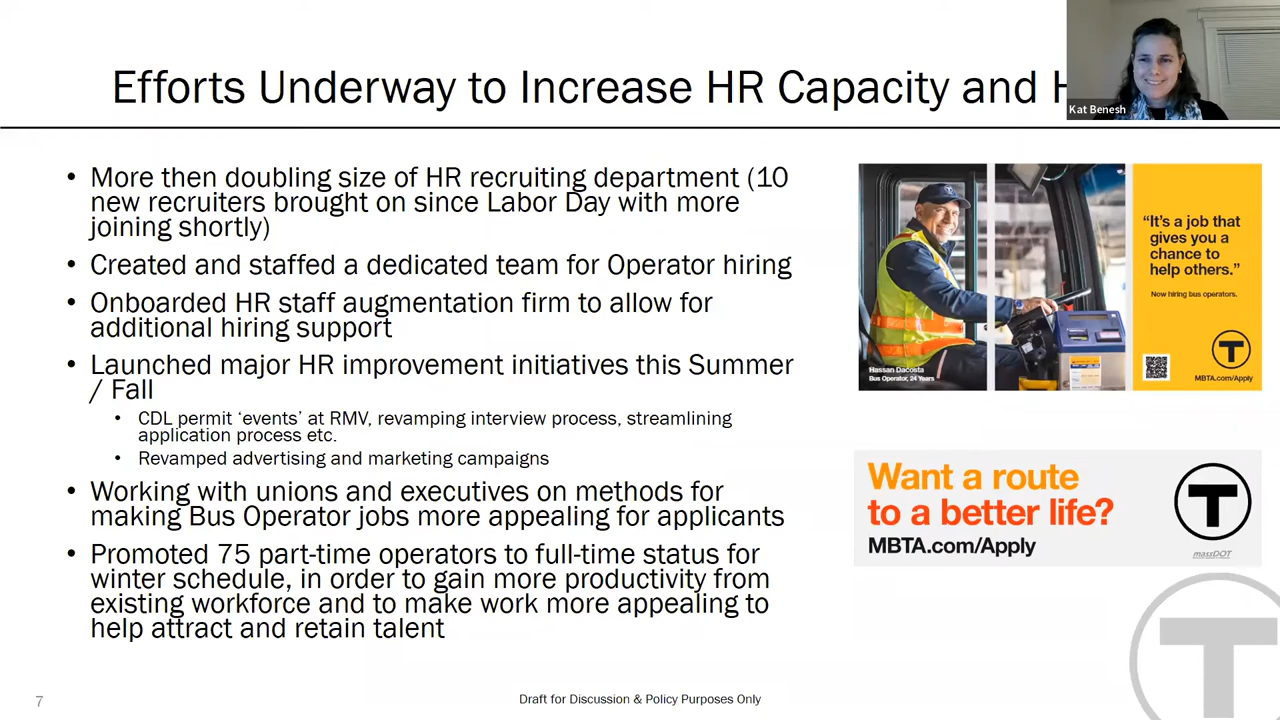 Efforts Underway to Increase HR Capacity and
Kat Benesh
• More then doubling size of HR recruiting department (10
new recruiters brought on since Labor Day with more
joining shortly)
• Created and staffed a dedicated team for Operator hiring
• Onboarded HR staff augmentation firm to allow for
additional hiring support
• Launched major HR improvement initiatives this Summer
/ Fall
• CDL permit ‘events’ at RMV, revamping interview process, streamlining
application process etc.
• Revamped advertising and marketing campaigns
• Working with unions and executives on methods for
making Bus Operator jobs more appealing for applicants
• Promoted 75 part-time operators to full-time status for
winter schedule, in order to gain more productivity from
existing workforce and to make work more appealing to
help attract and retain talent
Hassan Dacosta
Bus Operator, 24 Years
“It’s a job that
gives you a
chance to
help others.”
Now hiring bus operators.
T
MBTA.com/Apply
Want a route
to a better life?
MBTA.com/Apply
T
massDOT
T
7
Draft for Discussion & Policy Purposes Only